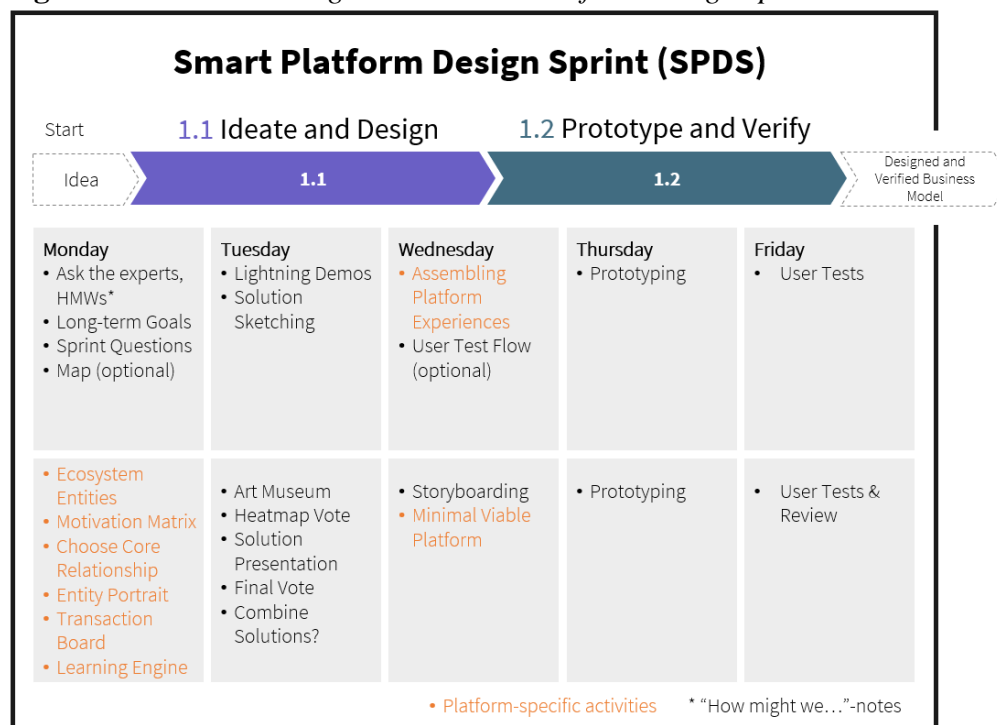 Smart Platform Design Sprint (SPDS)
Start
1.1 Ideate and Design
1.2 Prototype and Verify
Idea
1.1
1.2
Designed and
Verified Business
Model
Monday
• Ask the experts,
HMWs*
• Long-term Goals
• Sprint Questions
• Map (optional)
Tuesday
• Lightning Demos
• Solution
Sketching
Wednesday
• Assembling
Platform
Experiences
• User Test Flow
(optional)
Thursday
• Prototyping
Friday
• User Tests
• Ecosystem
Entities
• Motivation Matrix
• Choose Core
Relationship
• Entity Portrait
• Transaction
Board
• Learning Engine
• Art Museum
• Heatmap Vote
• Solution
Presentation
• Final Vote
• Combine
Solutions?
• Storyboarding
• Minimal Viable
Platform
• Prototyping
• User Tests &
Review
• Platform-specific activities
* “How might we…”-notes